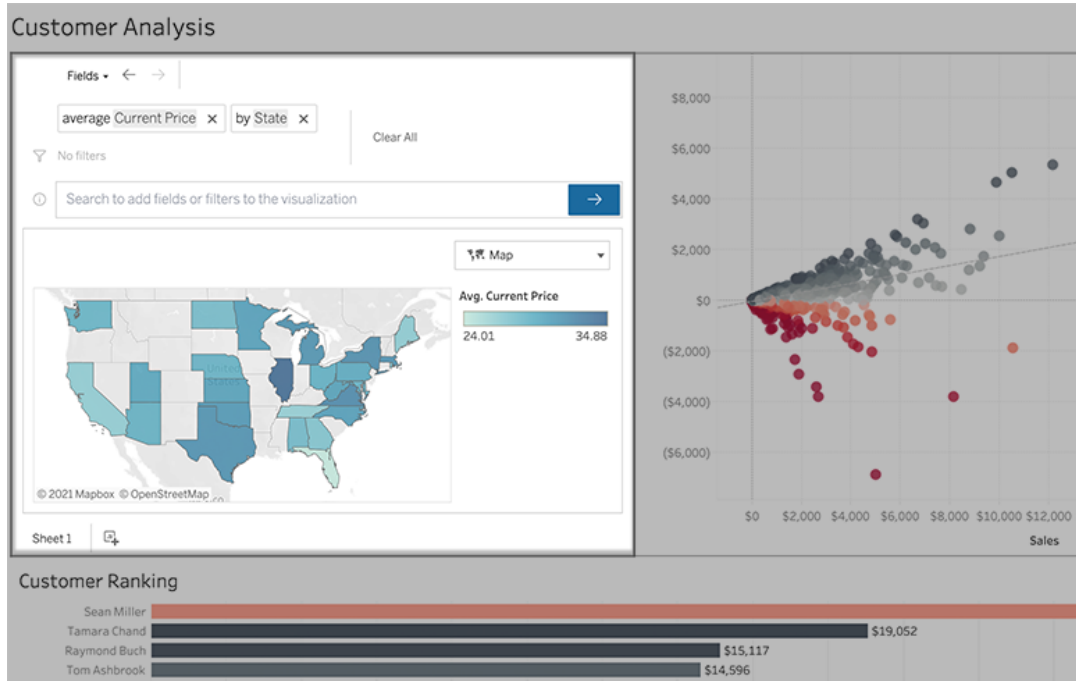 Customer Analysis
Fields
average Current Price ×
by State ×
Clear All
No filters
Search to add fields or filters to the visualization
Map
Avg. Current Price
24.01 34.88
United
States
© 2021 Mapbox © OpenStreetMap
Sheet 1
$8,000
$6,000
$4,000
$2,000
$0
($2,000)
($4,000)
($6,000)
$0 $2,000 $4,000 $6,000 $8,000 $10,000 $12,000
Sales
Customer Ranking
Sean Miller
Tamara Chand $19,052
Raymond Buch $15,117
Tom Ashbrook $14,596